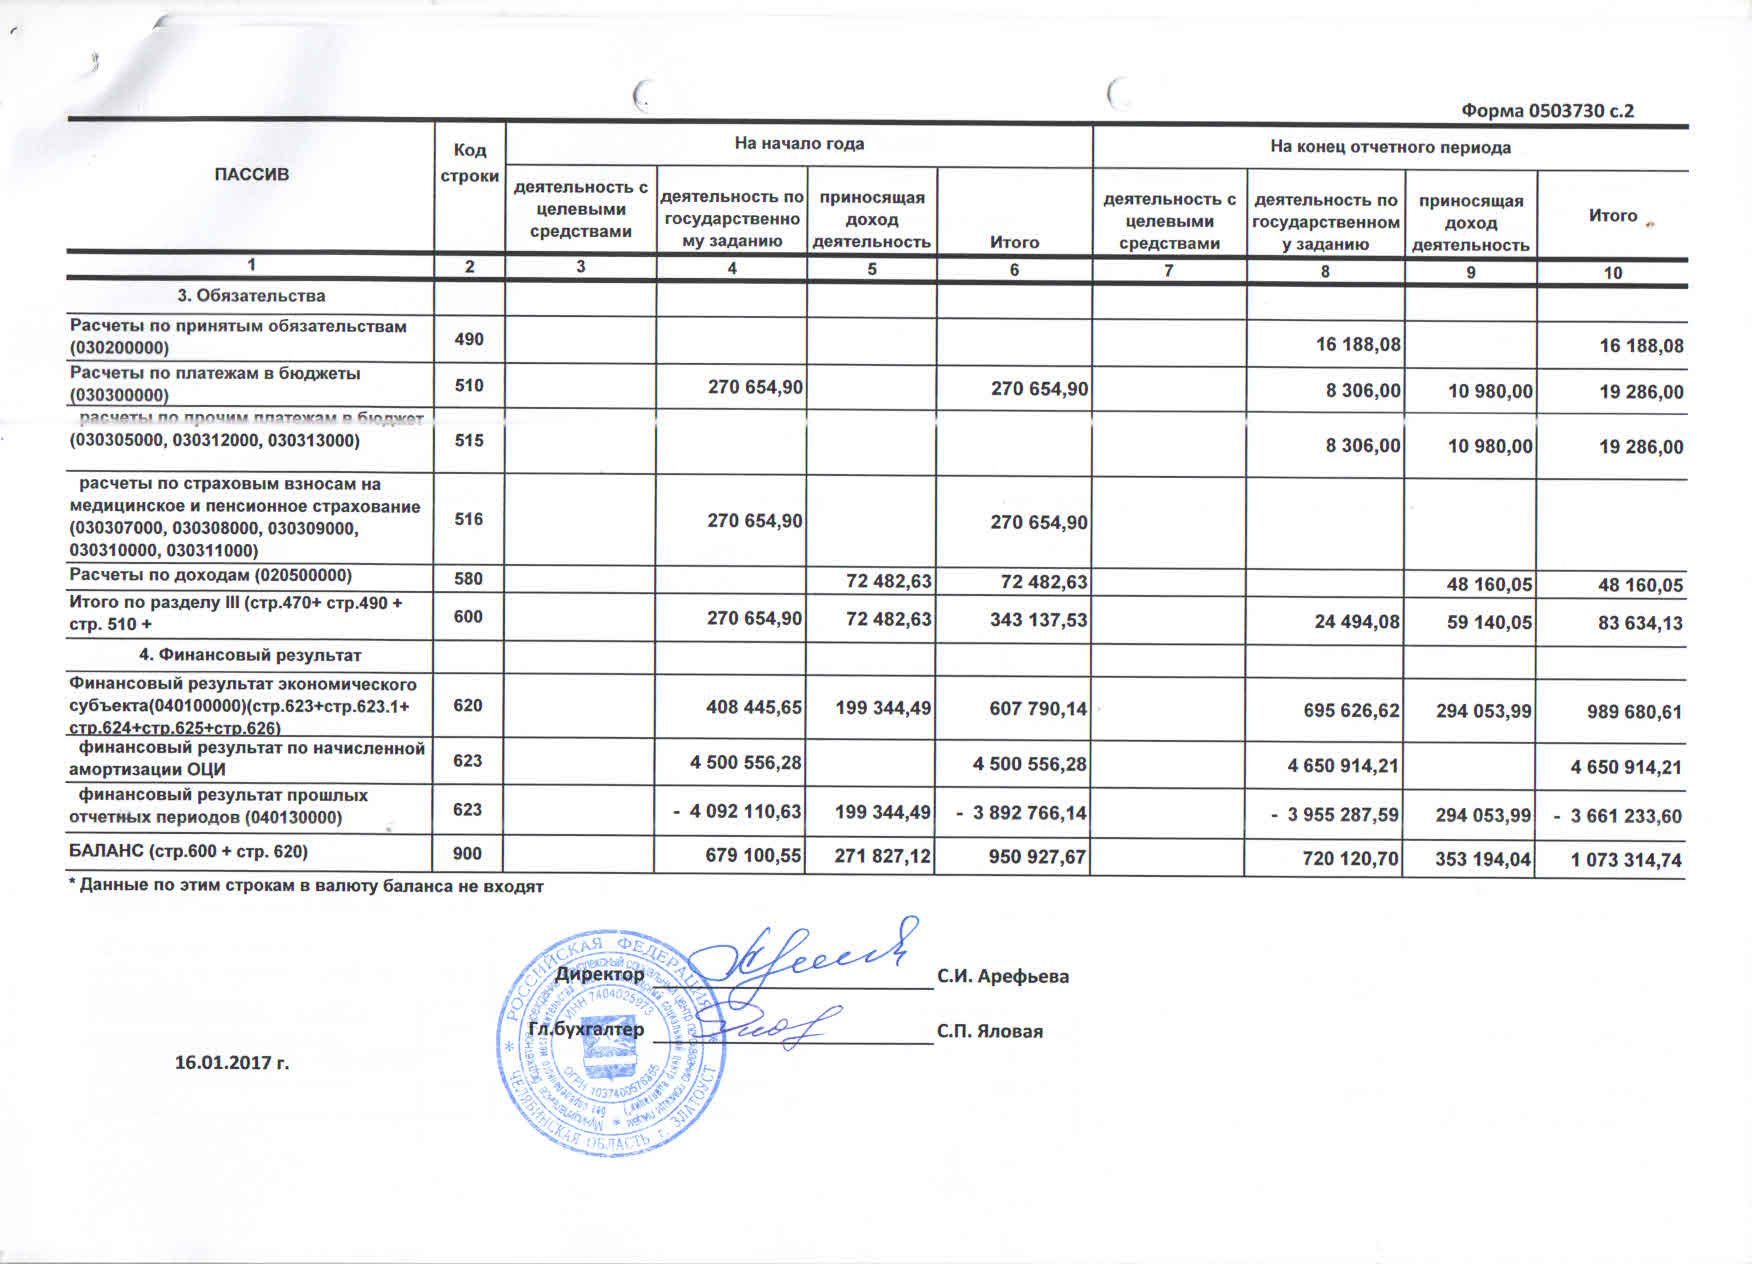 Форма 0503730 с.2
ПАССИВ
Код
строки
На начало года
На конец отчетного периода
деятельность с
целевыми
средствами
деятельность по
государственно
му заданию
приносящая
доход
деятельность
Итого
деятельность с
целевыми
средствами
деятельность по
государственном
у заданию
приносящая
доход
деятельность
Итого
1 2 3 4 5 6 7 8 9 10
3. Обязательства
Расчеты по принятым обязательствам
(030200000) 490 16 188,08 16 188,08
Расчеты по платежам в бюджеты
(030300000) 510 270 654,90 270 654,90 8 306,00 10 980,00 19 286,00
расчеты по прочим платежам в бюджет
(030305000, 030312000, 030313000) 515 8 306,00 10 980,00 19 286,00
расчеты по страховым взносам на
медицинское и пенсионное страхование
(030307000, 030308000, 030309000, 516 270 654,90 270 654,90
030310000, 030311000)
Расчеты по доходам (020500000) 580 72 482,63 72 482,63 48 160,05 48 160,05
Итого по разделу III (стр.470+ стр.490 +
стр. 510 + 600 270 654,90 72 482,63 343 137,53 24 494,08 59 140,05 83 634,13
4. Финансовый результат
Финансовый результат экономического
субъекта(040100000)(стр.623+стр.623.1+ 620 408 445,65 199 344,49 607 790,14 695 626,62 294 053,99 989 680,61
стр.624+стр.625+стр.626)
финансовый результат по начисленной
амортизации ОЦИ 623 4 500 556,28 4 500 556,28 4 650 914,21 4 650 914,21
финансовый результат прошлых
отчетных периодов (040130000) 623 - 4 092 110,63 199 344,49 - 3 892 766,14 - 3 955 287,59 294 053,99 - 3 661 233,60
БАЛАНС (стр.600 + стр. 620) 900 679 100,55 271 827,12 950 927,67 720 120,70 353 194,04 1 073 314,74
* Данные по этим строкам в валюту баланса не входят
Директор С.И. Арефьева
Гл.бухгалтер С.П. Яловая
16.01.2017 г.
* РОССИЙСКАЯ ФЕДЕРАЦИЯ *
ЧЕЛЯБИНСКАЯ ОБЛАСТЬ г. ЗЛАТОУСТ
ИНН 7404025973